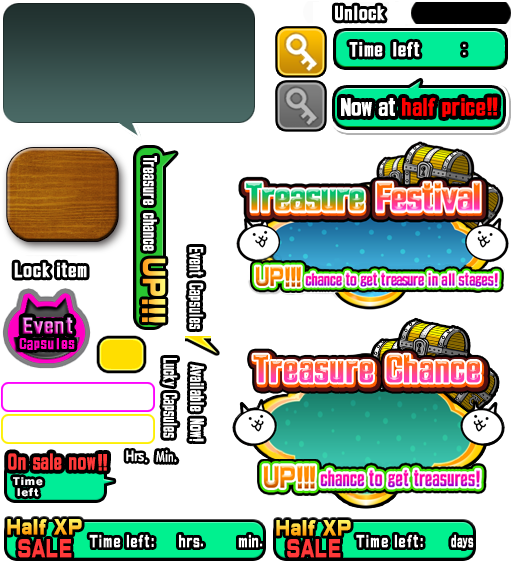 Unlock
Time left :
Now at half price!!
Treasure chance UP!!!
Treasure Festival
UP!!! chance to get treasure in all stages!
Lock item
Event Capsules
Event
Capsules
Available Now!
Lucky Capsules
Treasure Chance
UP!!! chance to get treasures!
Hrs. Min.
On sale now!!
Time
left
Half XP
SALE
Time left: hrs. min.
Half XP
SALE
Time left: days